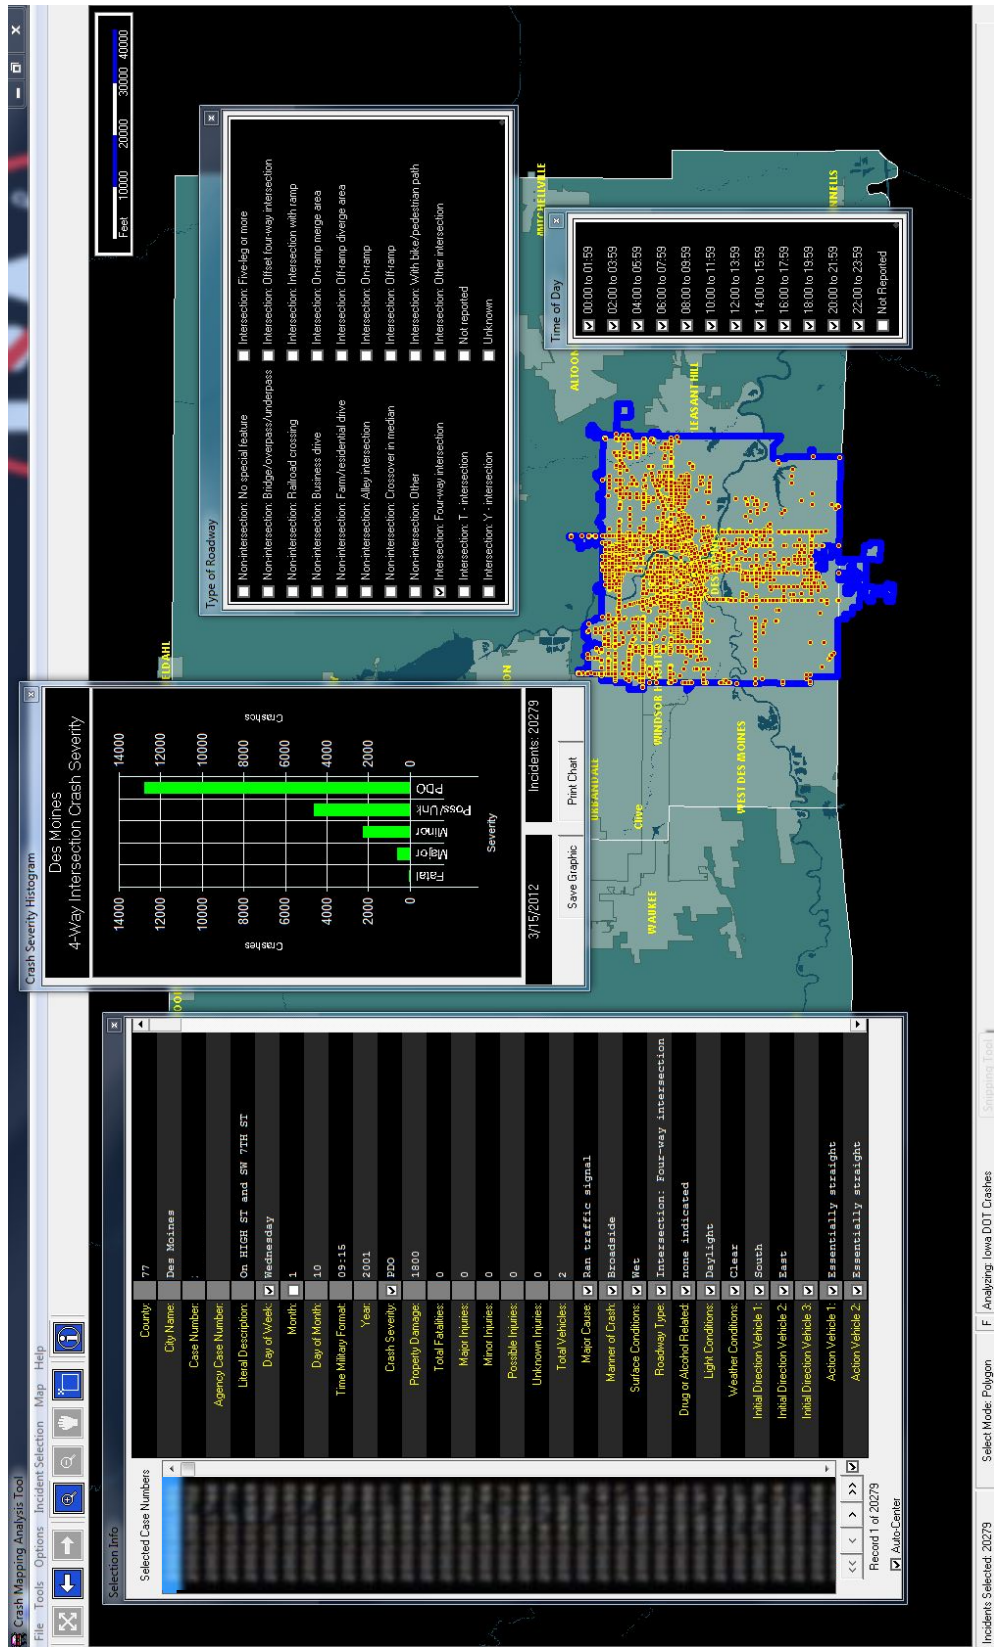 Crash Mapping Analysis Tool
File Tools Options Incident Selection Map Help
Selection Info
Selected Case Numbers
County: 77
City Name: Des Moines
Case Number: :
Agency Case Number:
Literal Description: On HIGH ST and SW 7TH ST
Day of Week: Wednesday
Month: 1
Day of Month: 10
Time Military Format: 09:15
Year: 2001
Crash Severity: PDO
Property Damage: 1800
Total Fatalities: 0
Major Injuries: 0
Minor Injuries: 0
Possible Injuries: 0
Unknown Injuries: 0
Total Vehicles: 2
Major Cause: Ran traffic signal
Manner of Crash: Broadside
Surface Conditions: Wet
Roadway Type: Intersection: Four-way intersection
Drug or Alcohol Related: none indicated
Light Conditions: Daylight
Weather Conditions: Clear
Initial Direction Vehicle 1: South
Initial Direction Vehicle 2: East
Initial Direction Vehicle 3:
Action Vehicle 1: Essentially straight
Action Vehicle 2: Essentially straight
<< < > >>
Record 1 of 20279
Auto-Center
Crash Severity Histogram
Des Moines
4-Way Intersection Crash Severity
14000 14000
12000 12000
10000 10000
8000 8000
6000 6000
4000 4000
2000 2000
0 0
Crashes Crashes
Fatal Major Minor Poss/Unk PDO
Severity
3/15/2012 Incidents: 20279
Save Graphic Print Chart
Type of Roadway
Non-intersection: No special feature
Non-intersection: Bridge/overpass/underpass
Non-intersection: Railroad crossing
Non-intersection: Business drive
Non-intersection: Farm/residential drive
Non-intersection: Alley intersection
Non-intersection: Crossover in median
Non-intersection: Other
Intersection: Four-way intersection
Intersection: T - intersection
Intersection: Y - intersection
Intersection: Five-leg or more
Intersection: Offset four-way intersection
Intersection: Intersection with ramp
Intersection: On-ramp merge area
Intersection: Off-ramp diverge area
Intersection: On-ramp
Intersection: Off-ramp
Intersection: With bike/pedestrian path
Intersection: Other intersection
Not reported
Unknown
Feet 10000 20000 30000 40000
Time of Day
00:00 to 01:59
02:00 to 03:59
04:00 to 05:59
06:00 to 07:59
08:00 to 09:59
10:00 to 11:59
12:00 to 13:59
14:00 to 15:59
16:00 to 17:59
18:00 to 19:59
20:00 to 21:59
22:00 to 23:59
Not Reported
ELDAHL
MITCHELLVILLE
ALTOON
LEASANT HILL
NNELLS
WINDSOR H
RBANDALE
Clive
WEST DES MOINES
WAUKEE
Incidents Selected: 20279
Select Mode: Polygon
F
Analyzing: Iowa DOT Crashes
Snipping Tool